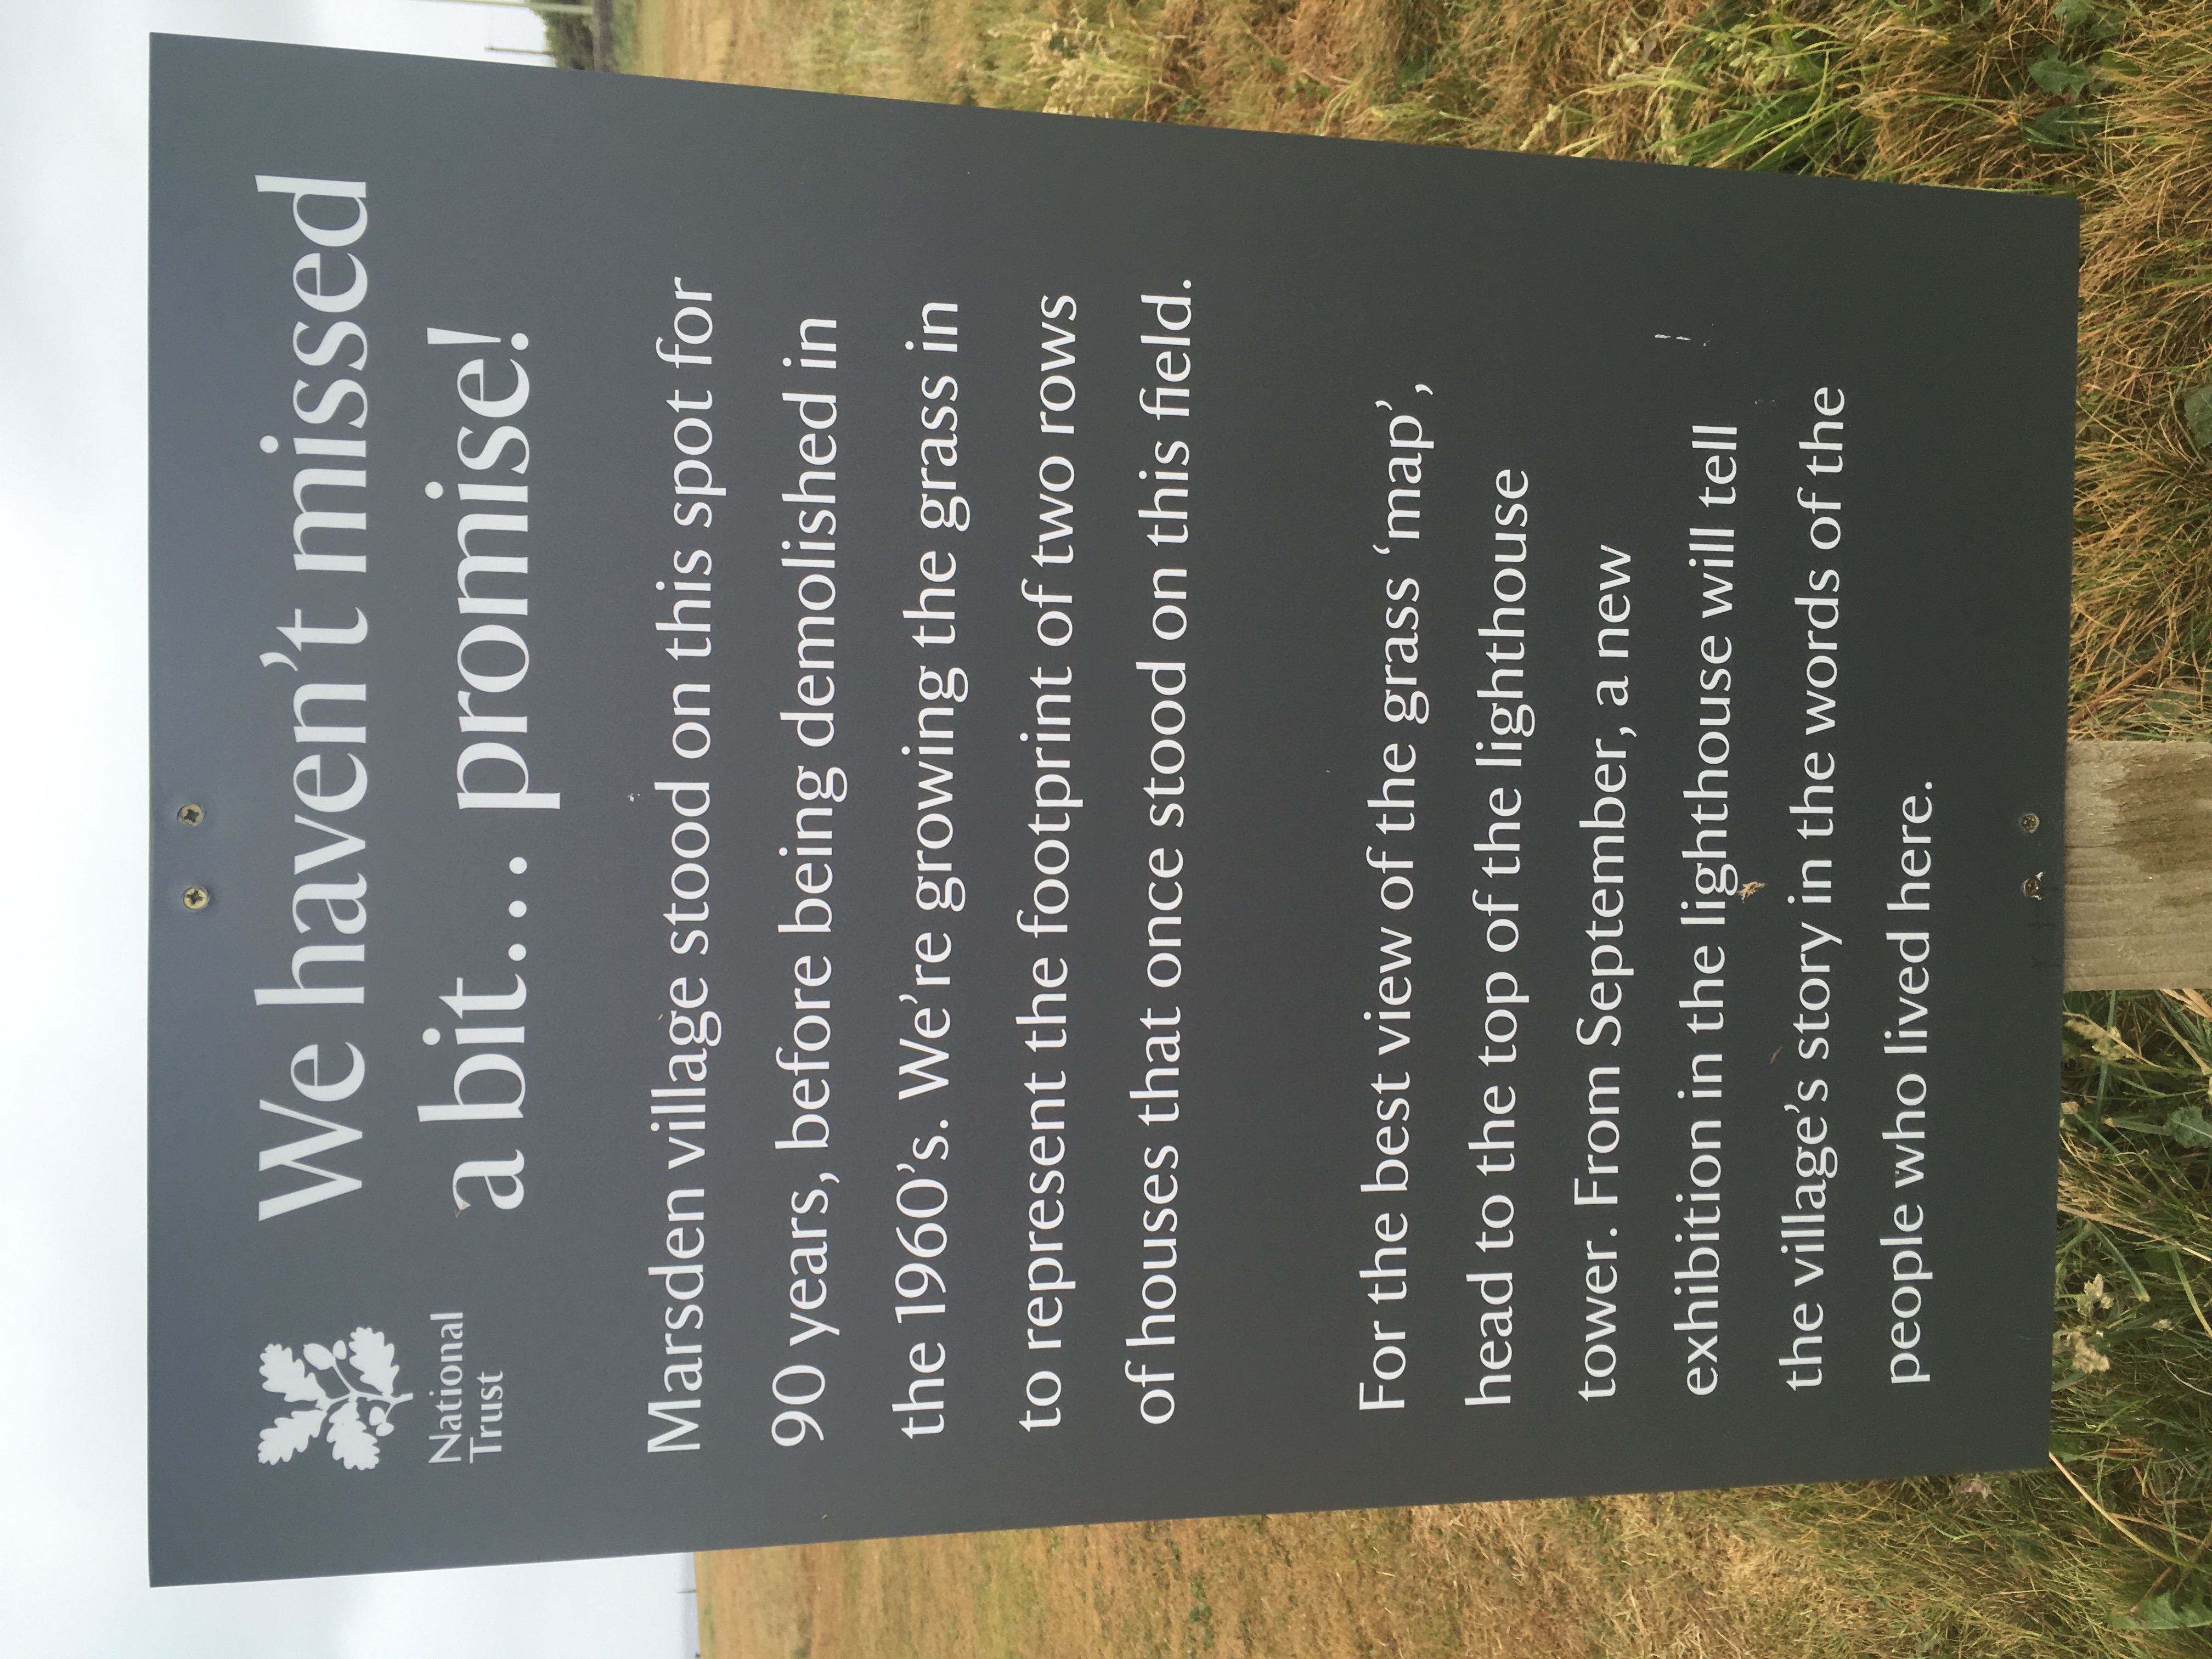 National
Trust
We haven't missed
a bit... promise!
Marsden village stood on this spot for
90 years, before being demolished in
the 1960's. We're growing the grass in
to represent the footprint of two rows
of houses that once stood on this field.
For the best view of the grass ‘map’,
head to the top of the lighthouse
tower. From September, a new
exhibition in the lighthouse will tell
the village's story in the words of the
people who lived here.